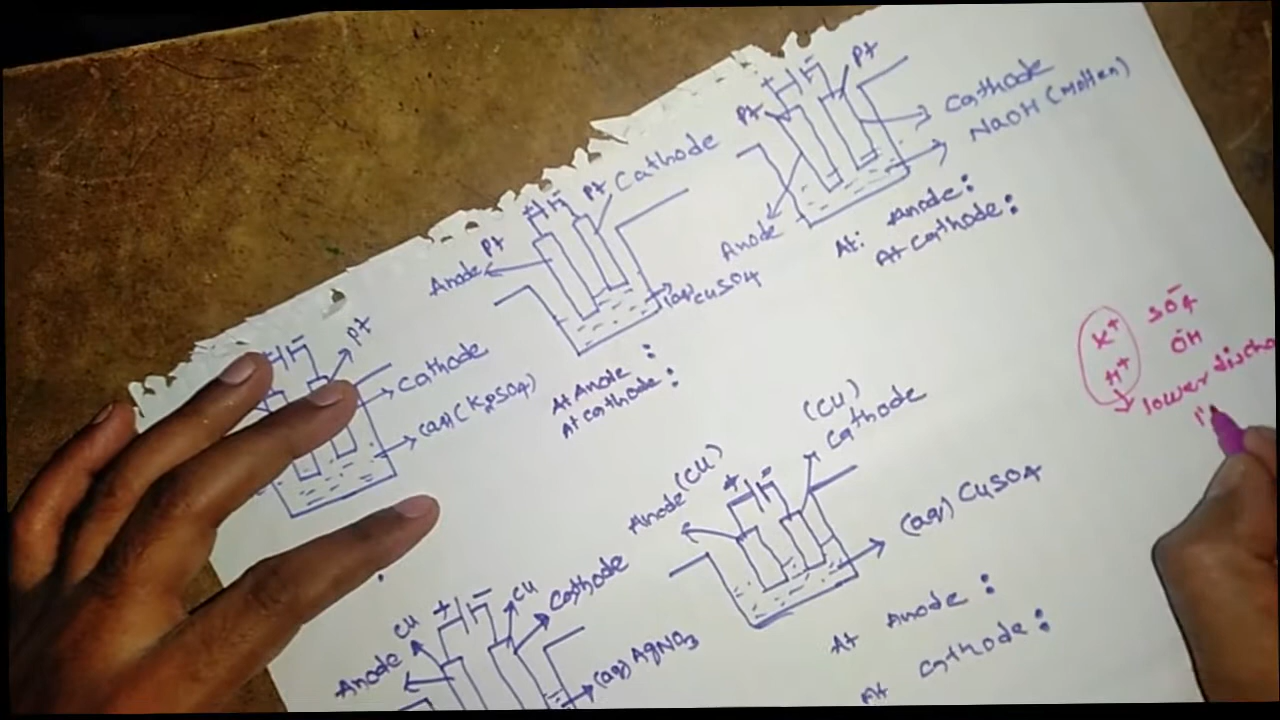 Pt
+ -
Pt
Cathode
NaOH (molten)
Anode
At: anode:
At cathode:
+ -
Pt
Cathode
Pt
Anode
(aq) CuSO4
At Anode :
At cathode :
-
Pt
Cathode
(aq) (K2SO4)
K+ SO4-
H+ OH-
lower discha
(Cu)
Cathode
Anode (Cu)
+ -
(aq) CuSO4
At Anode :
At Cathode :
Cu
+ -
Cu
Cathode
Anode
(aq) AgNO3